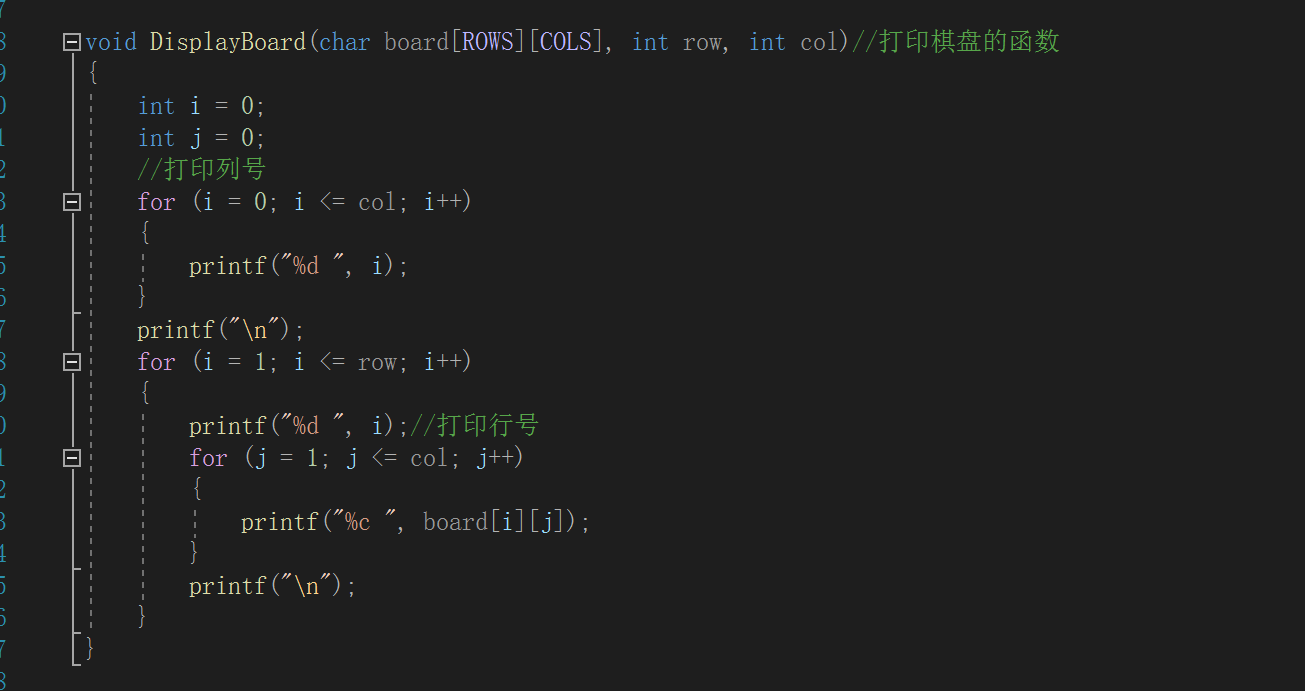 void DisplayBoard(char board[ROWS][COLS], int row, int col)//打印棋盘的函数
{
int i = 0;
int j = 0;
//打印列号
for (i = 0; i <= col; i++)
{
printf("%d ", i);
}
printf("\n");
for (i = 1; i <= row; i++)
{
printf("%d ", i);//打印行号
for (j = 1; j <= col; j++)
{
printf("%c ", board[i][j]);
}
printf("\n");
}
}